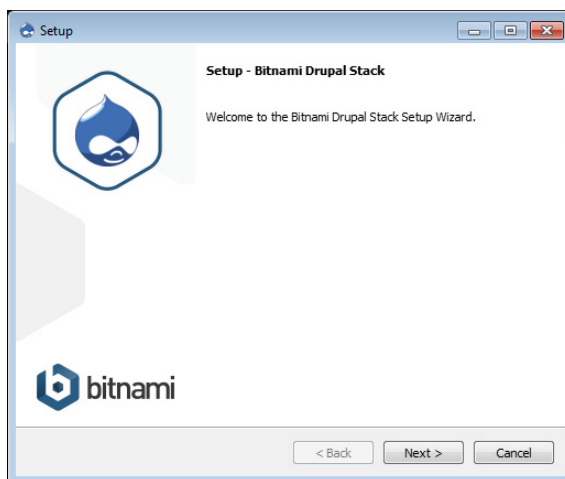 Setup
Setup - Bitnami Drupal Stack
Welcome to the Bitnami Drupal Stack Setup Wizard.
bitnami
< Back
Next >
Cancel